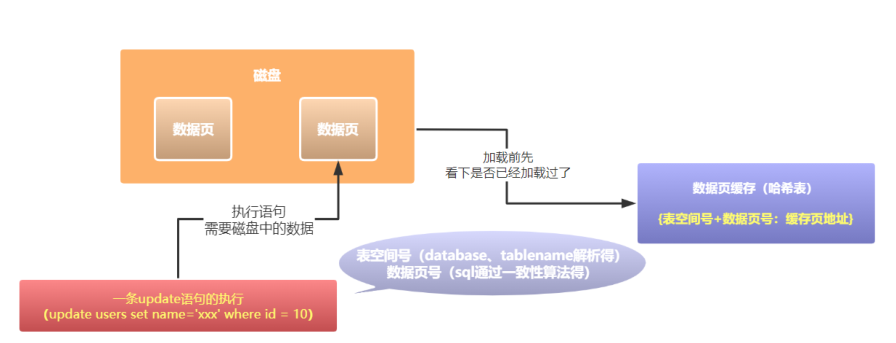 磁盘
数据页
数据页
加载前先
看下是否已经加载过了
数据页缓存（哈希表）
{表空间号+数据页号：缓存页地址}
执行语句
需要磁盘中的数据
表空间号（database、tablename解析得）
数据页号（sql通过一致性算法得）
一条update语句的执行
（update users set name='xxx' where id = 10）